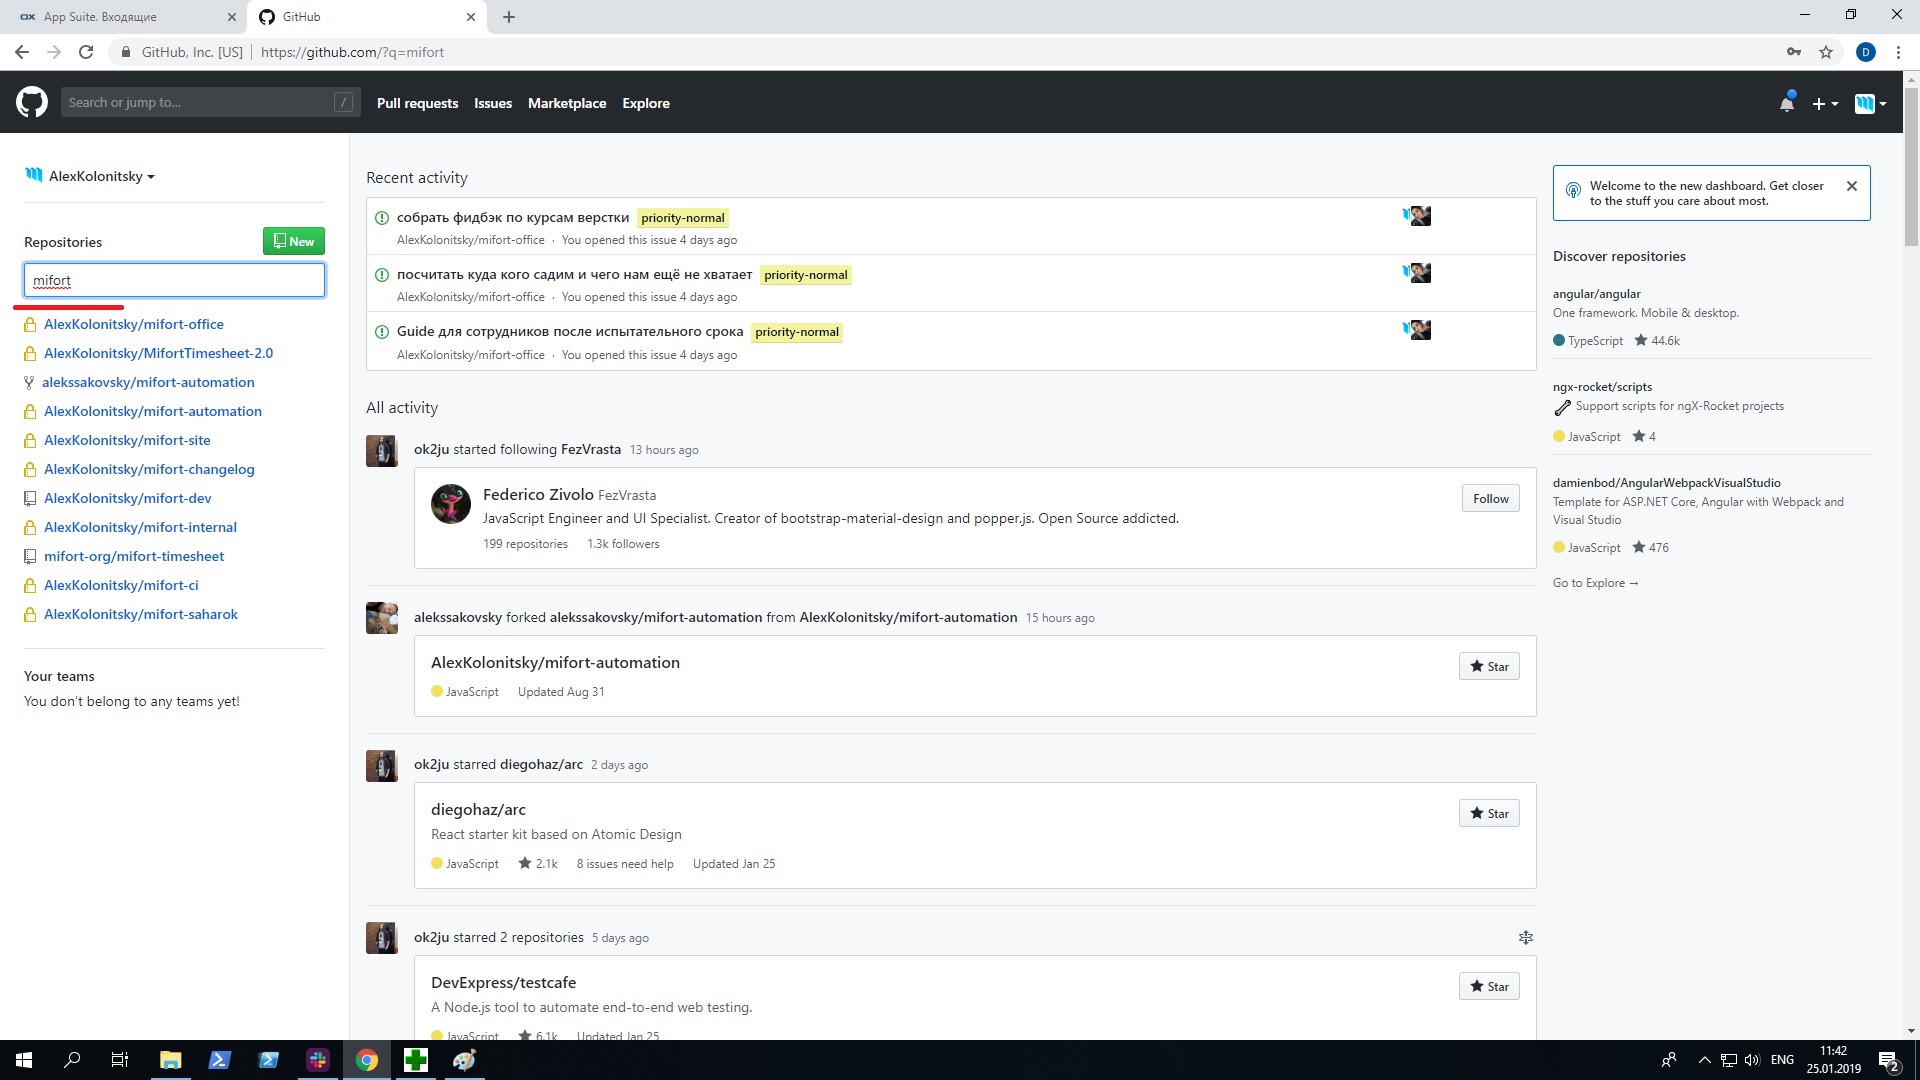 App Suite. Входящие
GitHub
GitHub, Inc. [US] https://github.com/?q=mifort
D
Search or jump to... /
Pull requests Issues Marketplace Explore
AlexKolonitsky
Repositories
New
mifort
AlexKolonitsky/mifort-office
AlexKolonitsky/MifortTimesheet-2.0
alekssakovsky/mifort-automation
AlexKolonitsky/mifort-automation
AlexKolonitsky/mifort-site
AlexKolonitsky/mifort-changelog
AlexKolonitsky/mifort-dev
AlexKolonitsky/mifort-internal
mifort-org/mifort-timesheet
AlexKolonitsky/mifort-ci
AlexKolonitsky/mifort-saharok
Your teams
You don't belong to any teams yet!
Recent activity
собрать фидбэк по курсам верстки priority-normal
AlexKolonitsky/mifort-office · You opened this issue 4 days ago
посчитать куда кого садим и чего нам ещё не хватает priority-normal
AlexKolonitsky/mifort-office · You opened this issue 4 days ago
Guide для сотрудников после испытательного срока priority-normal
AlexKolonitsky/mifort-office · You opened this issue 4 days ago
All activity
ok2ju started following FezVrasta 13 hours ago
Federico Zivolo FezVrasta
Follow
JavaScript Engineer and UI Specialist. Creator of bootstrap-material-design and popper.js. Open Source addicted.
199 repositories 1.3k followers
alekssakovsky forked alekssakovsky/mifort-automation from AlexKolonitsky/mifort-automation 15 hours ago
AlexKolonitsky/mifort-automation
Star
JavaScript Updated Aug 31
ok2ju starred diegohaz/arc 2 days ago
diegohaz/arc
Star
React starter kit based on Atomic Design
JavaScript 2.1k 8 issues need help Updated Jan 25
ok2ju starred 2 repositories 5 days ago
DevExpress/testcafe
Star
A Node.js tool to automate end-to-end web testing.
JavaScript 6.1k Updated Jan 25
Welcome to the new dashboard. Get closer
to the stuff you care about most.
Discover repositories
angular/angular
One framework. Mobile & desktop.
TypeScript 44.6k
ngx-rocket/scripts
Support scripts for ngX-Rocket projects
JavaScript 4
damienbod/AngularWebpackVisualStudio
Template for ASP.NET Core, Angular with Webpack and
Visual Studio
JavaScript 476
Go to Explore →
ENG
11:42
25.01.2019
2